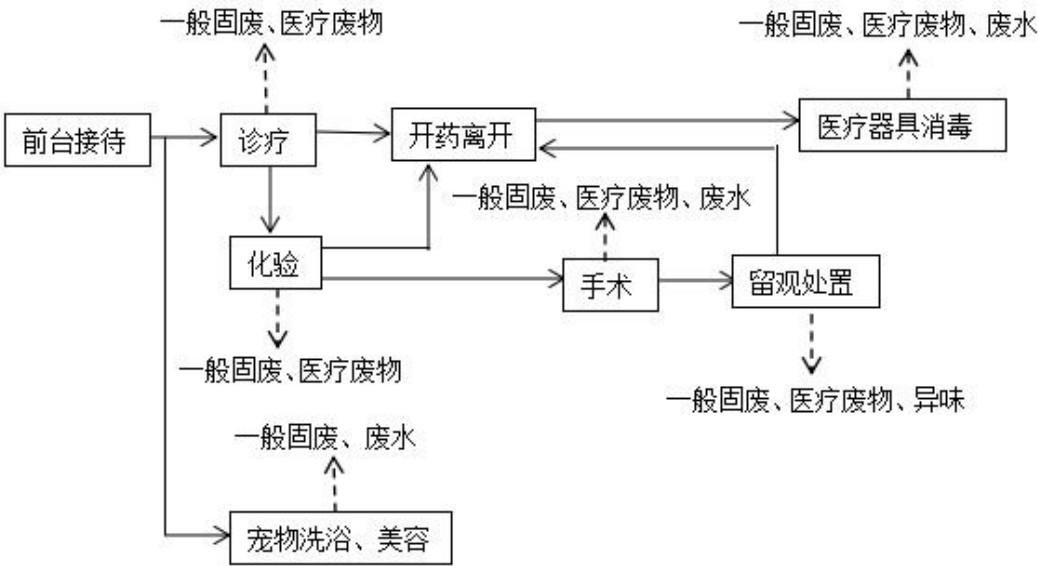 一般固废、医疗废物
一般固废、医疗废物、废水
前台接待
诊疗
开药离开
医疗器具消毒
一般固废、医疗废物、废水
化验
手术
留观处置
一般固废、医疗废物
一般固废、医疗废物、异味
一般固废、废水
宠物洗浴、美容